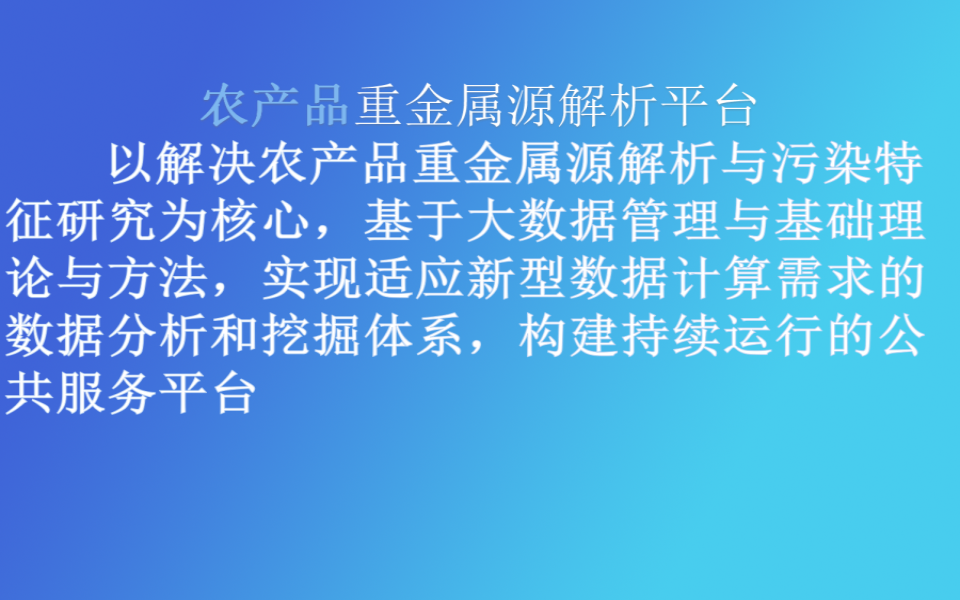 农产品重金属源解析平台
以解决农产品重金属源解析与污染特
征研究为核心，基于大数据管理与基础理
论与方法，实现适应新型数据计算需求的
数据分析和挖掘体系，构建持续运行的公
共服务平台